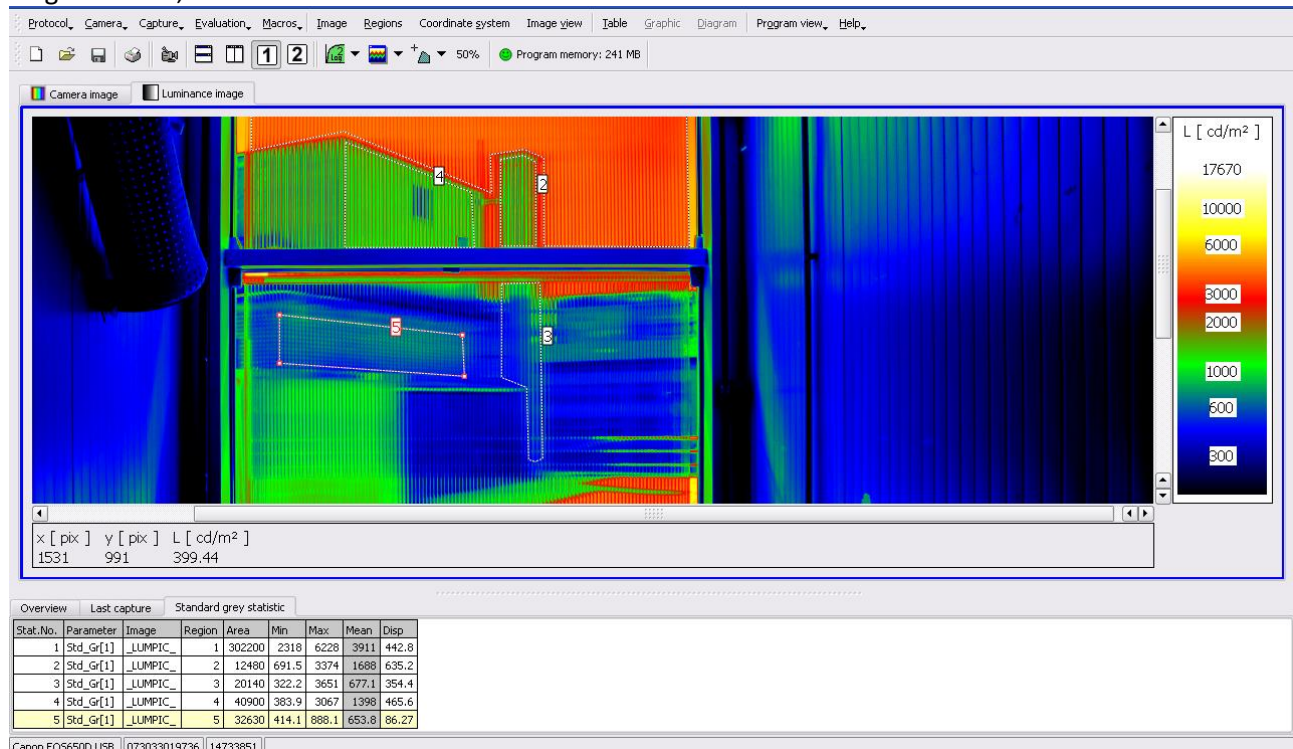 Protocol Camera Capture Evaluation Macros Image Regions Coordinate system Image view Table Graphic Diagram Program view Help
1 2 Log 50% Program memory: 241 MB
Camera image Luminance image
L [ cd/m² ]
17670
10000
6000
3000
2000
1000
600
300
4
2
5
3
x [ pix ] y [ pix ] L [ cd/m² ]
1531 991 399.44
Overview Last capture Standard grey statistic
Stat.No. Parameter Image Region Area Min Max Mean Disp
1 Std_Gr[1] _LUMPIC_ 1 302200 2318 6228 3911 442.8
2 Std_Gr[1] _LUMPIC_ 2 12480 691.5 3374 1688 635.2
3 Std_Gr[1] _LUMPIC_ 3 20140 322.2 3651 677.1 354.4
4 Std_Gr[1] _LUMPIC_ 4 40900 383.9 3067 1398 465.6
5 Std_Gr[1] _LUMPIC_ 5 32630 414.1 888.1 653.8 86.27
Canon EOS650D USB 073033019736 14733851